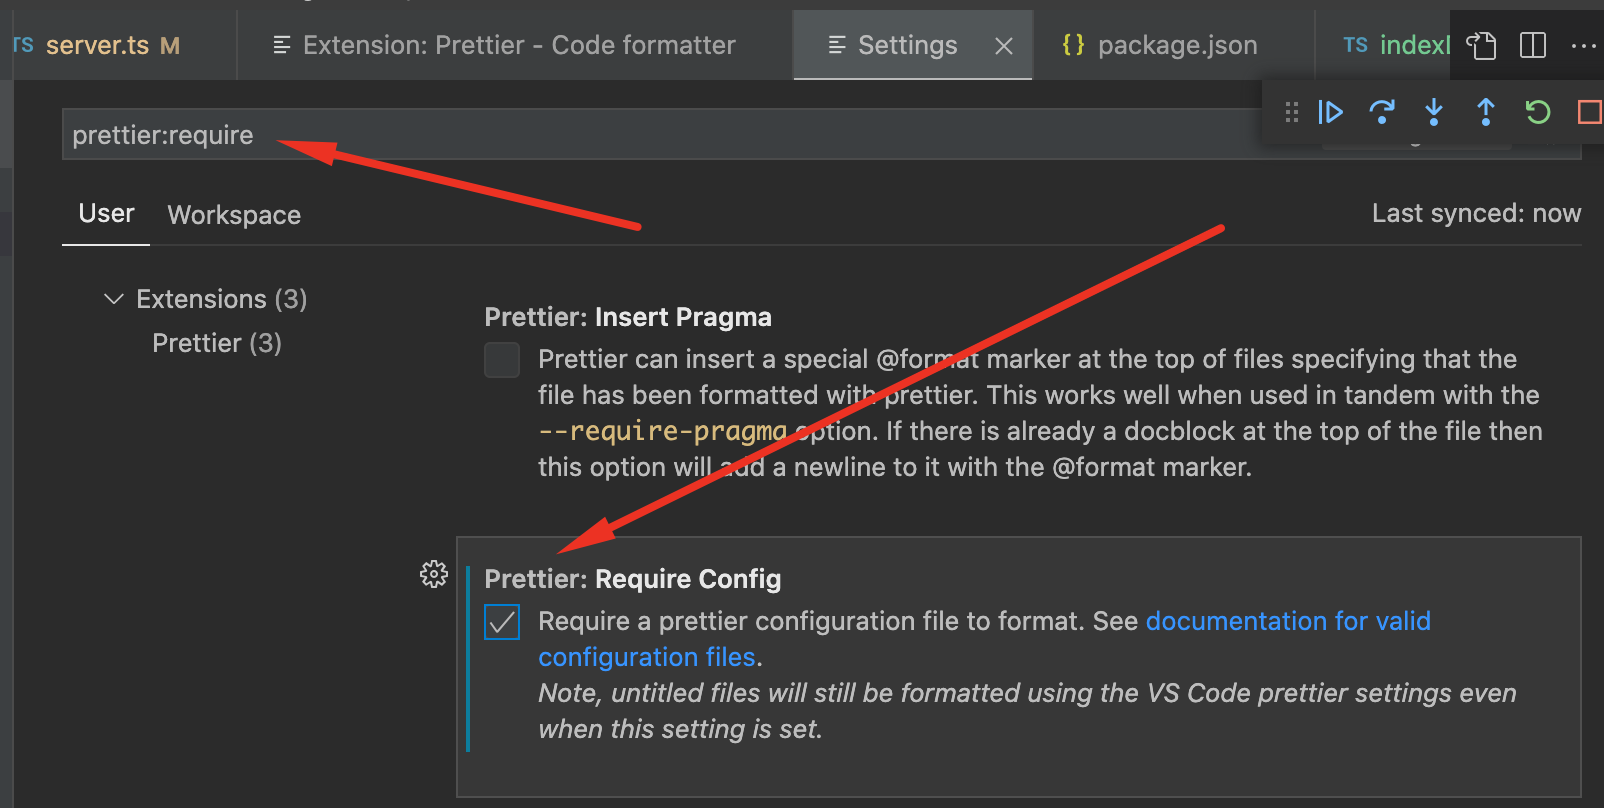 TS server.ts M
Extension: Prettier - Code formatter
Settings
{} package.json
TS
prettier:require
User Workspace
Last synced: now
Extensions (3)
Prettier (3)
Prettier: Insert Pragma
Prettier can insert a special @format marker at the top of files specifying that the
file has been formatted with prettier. This works well when used in tandem with the
--require-pragma option. If there is already a docblock at the top of the file then
this option will add a newline to it with the @format marker.
Prettier: Require Config
Require a prettier configuration file to format. See documentation for valid
configuration files.
Note, untitled files will still be formatted using the VS Code prettier settings even
when this setting is set.